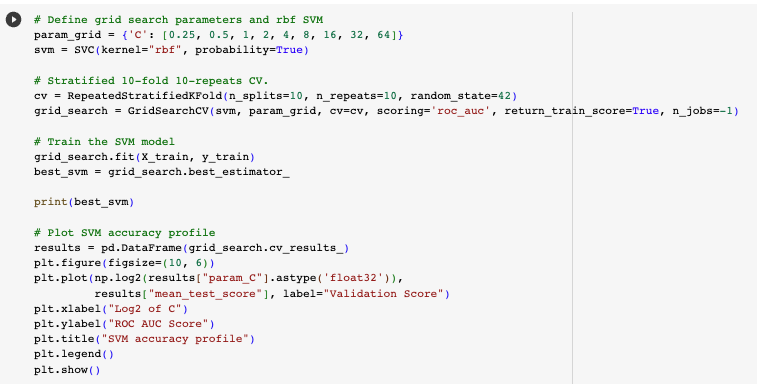 # Define grid search parameters and rbf SVM
param_grid = {'C': [0.25, 0.5, 1, 2, 4, 8, 16, 32, 64]}
svm = SVC(kernel="rbf", probability=True)
# Stratified 10-fold 10-repeats CV.
cv = RepeatedStratifiedKFold(n_splits=10, n_repeats=10, random_state=42)
grid_search = GridSearchCV(svm, param_grid, cv=cv, scoring='roc_auc', return_train_score=True, n_jobs=-1)
# Train the SVM model
grid_search.fit(X_train, y_train)
best_svm = grid_search.best_estimator_
print(best_svm)
# Plot SVM accuracy profile
results = pd.DataFrame(grid_search.cv_results_)
plt.figure(figsize=(10, 6))
plt.plot(np.log2(results["param_C"].astype('float32')),
         results["mean_test_score"], label="Validation Score")
plt.xlabel("Log2 of C")
plt.ylabel("ROC AUC Score")
plt.title("SVM accuracy profile")
plt.legend()
plt.show()